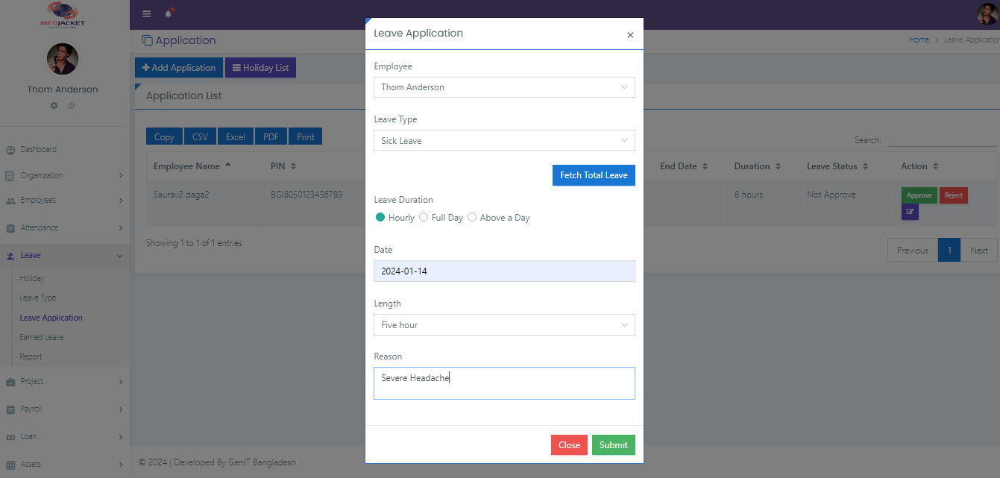 MEDJACKET
Thom Anderson
Dashboard
Organization
Employees
Attendance
Leave
Holiday
Leave Type
Leave Application
Earned Leave
Report
Project
Payroll
Loan
Assets
Application
Home > Leave Application
Add Application
Holiday List
Application List
Copy CSV Excel PDF Print
Search:
Employee Name PIN End Date Duration Leave Status Action
Saurav2 daga2 BGI8050123456789 8 hours Not Approve Approve Reject
Showing 1 to 1 of 1 entries
Previous 1 Next
© 2024 | Developed By GenIT Bangladesh
Leave Application ×
Employee
Thom Anderson
Leave Type
Sick Leave
Fetch Total Leave
Leave Duration
Hourly Full Day Above a Day
Date
2024-01-14
Length
Five hour
Reason
Severe Headache
Close Submit